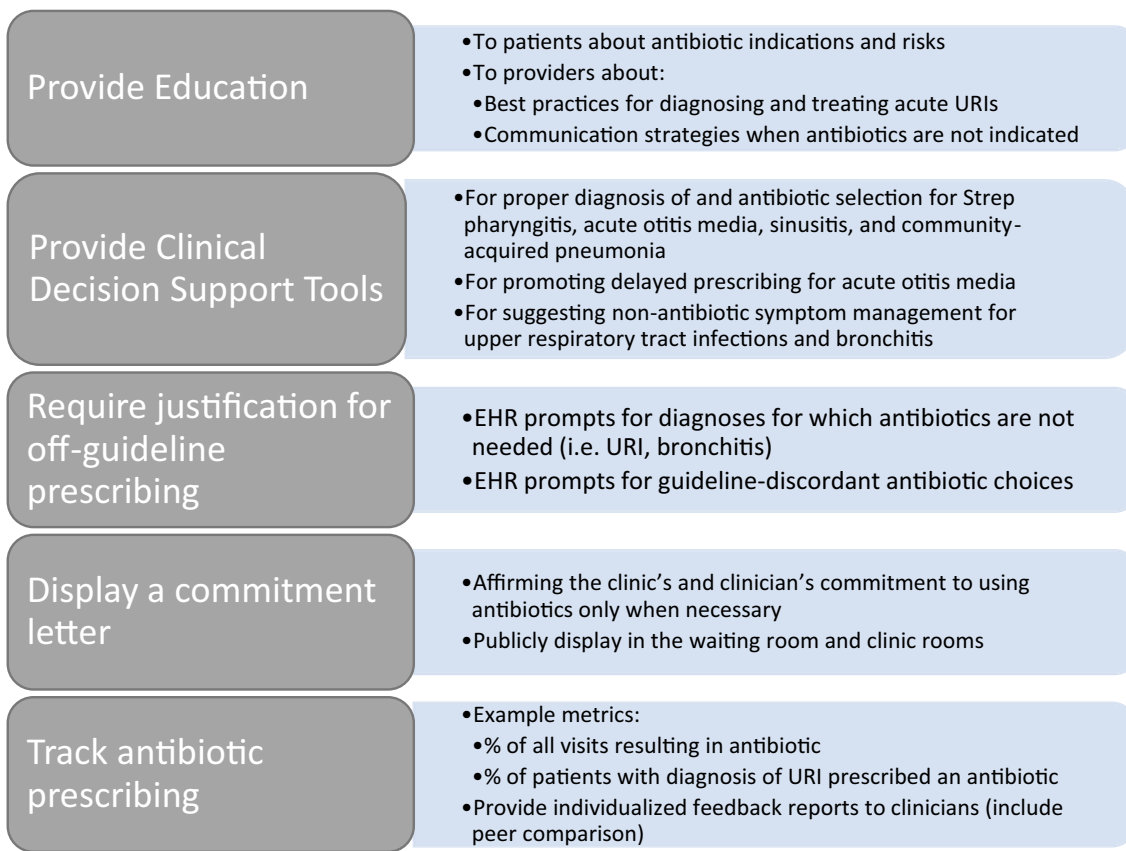 Provide Education
•To patients about antibiotic indications and risks
•To providers about:
•Best practices for diagnosing and treating acute URIs
•Communication strategies when antibiotics are not indicated
Provide Clinical
Decision Support Tools
•For proper diagnosis of and antibiotic selection for Strep
pharyngitis, acute otitis media, sinusitis, and community-
acquired pneumonia
•For promoting delayed prescribing for acute otitis media
•For suggesting non-antibiotic symptom management for
upper respiratory tract infections and bronchitis
Require justification for
off-guideline
prescribing
•EHR prompts for diagnoses for which antibiotics are not
needed (i.e. URI, bronchitis)
•EHR prompts for guideline-discordant antibiotic choices
Display a commitment
letter
•Affirming the clinic's and clinician's commitment to using
antibiotics only when necessary
•Publicly display in the waiting room and clinic rooms
Track antibiotic
prescribing
•Example metrics:
•% of all visits resulting in antibiotic
•% of patients with diagnosis of URI prescribed an antibiotic
•Provide individualized feedback reports to clinicians (include
peer comparison)